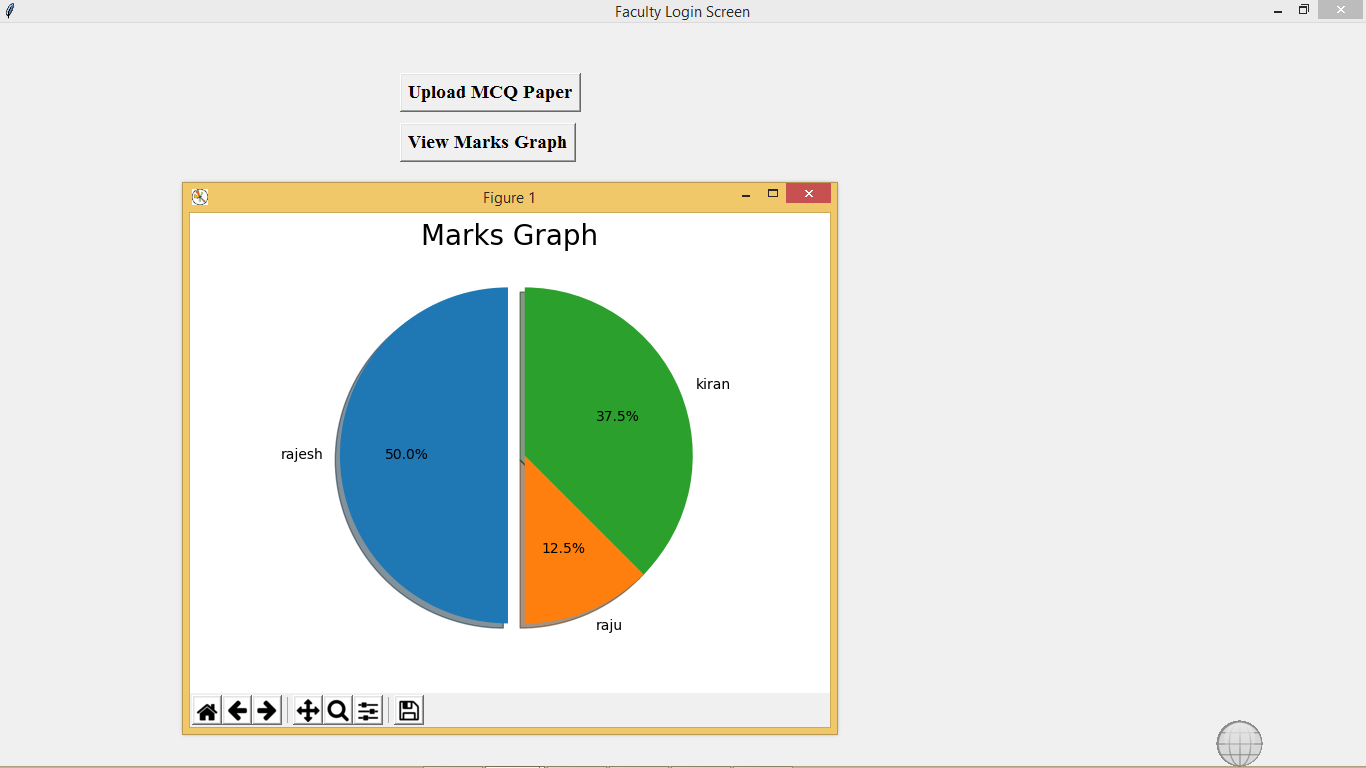 Faculty Login Screen
Upload MCQ Paper
View Marks Graph
Figure 1
Marks Graph
kiran
37.5%
rajesh
50.0%
12.5%
raju